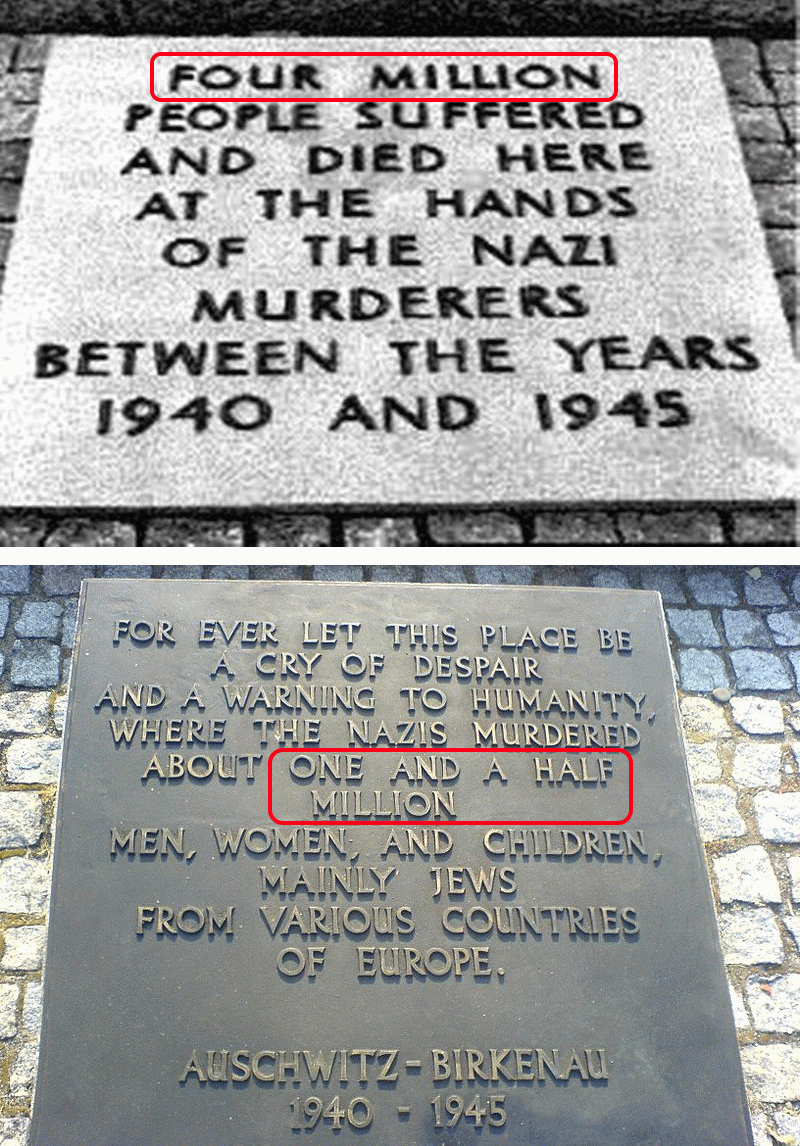 FOUR MILLION
PEOPLE SUFFERED
AND DIED HERE
AT THE HANDS
OF THE NAZI
MURDERERS
BETWEEN THE YEARS
1940 AND 1945
FOR EVER LET THIS PLACE BE
A CRY OF DESPAIR
AND A WARNING TO HUMANITY,
WHERE THE NAZIS MURDERED
ABOUT ONE AND A HALF
MILLION
MEN, WOMEN, AND CHILDREN,
MAINLY JEWS
FROM VARIOUS COUNTRIES
OF EUROPE.
AUSCHWITZ-BIRKENAU
1940 - 1945